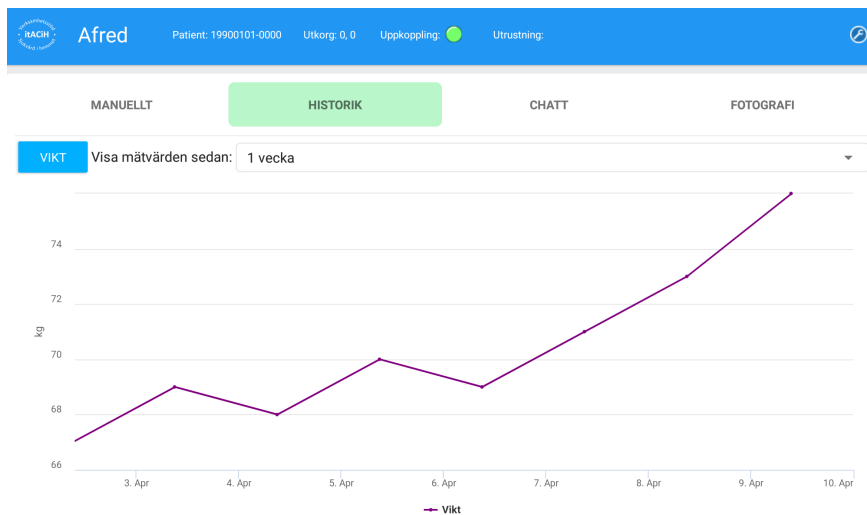 Verksamhetsstöd
itACiH
Afred
Patient: 19900101-0000
Utkorg: 0, 0
Uppkoppling:
Utrustning:
MANUELLT
HISTORIK
CHATT
FOTOGRAFI
VIKT
Visa mätvärden sedan:
1 vecka
74
72
kg
70
68
66
3. Apr
4. Apr
5. Apr
6. Apr
7. Apr
8. Apr
9. Apr
10. Apr
Vikt